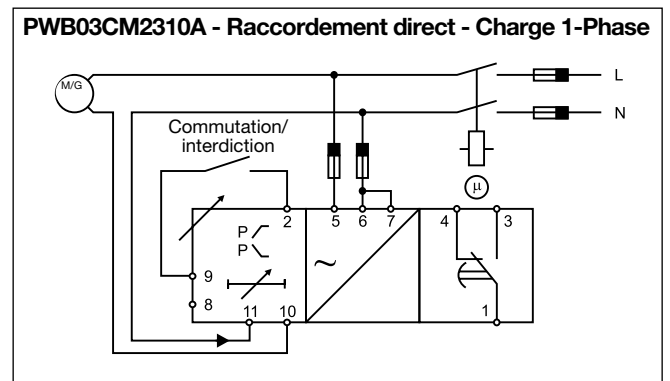 PWB03CM2310A - Raccordement direct - Charge 1-Phase
M/G
L
N
Commutation/
interdiction
µ
2
5
6
7
4
3
P
P
~
9
8
11
10
1